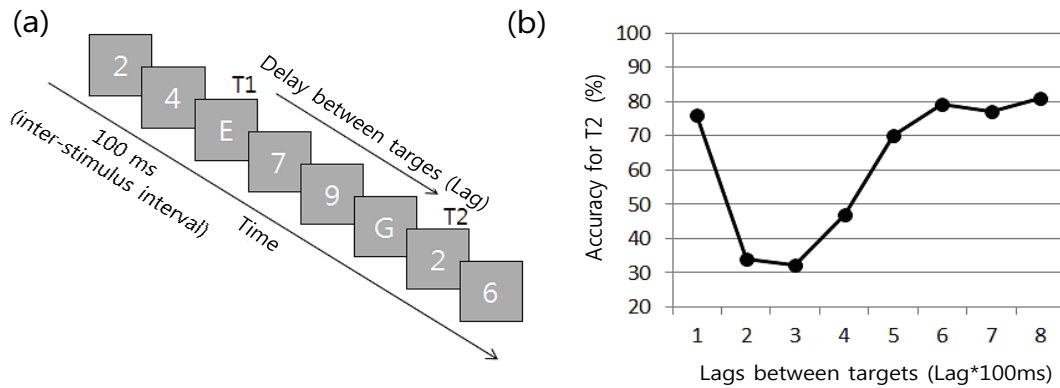 (a)
2
4
T1
E
7
9
G
T2
2
6
Delay between targes (Lag)
100 ms
(inter-stimulus interval)
Time
(b)
Accuracy for T2 (%)
100
90
80
70
60
50
40
30
20
1 2 3 4 5 6 7 8
Lags between targets (Lag*100ms)